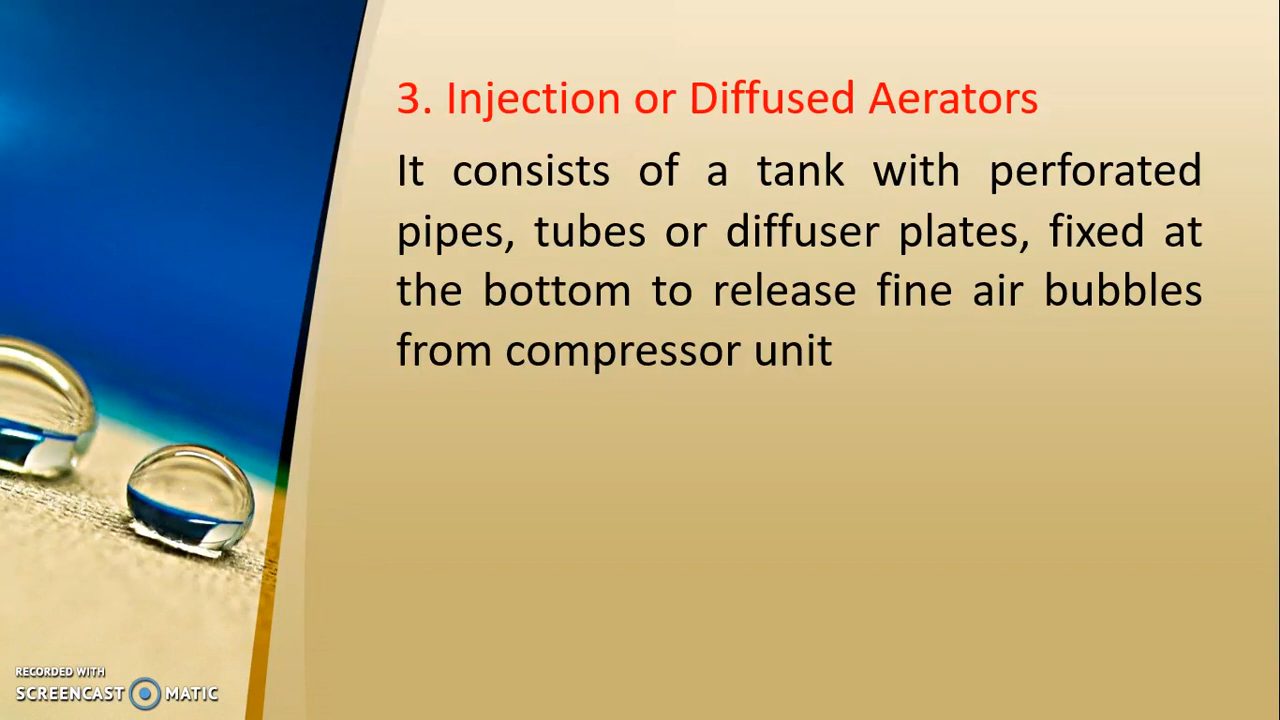 3. Injection or Diffused Aerators
It consists of a tank with perforated
pipes, tubes or diffuser plates, fixed at
the bottom to release fine air bubbles
from compressor unit
RECORDED WITH
SCREENCAST MATIC